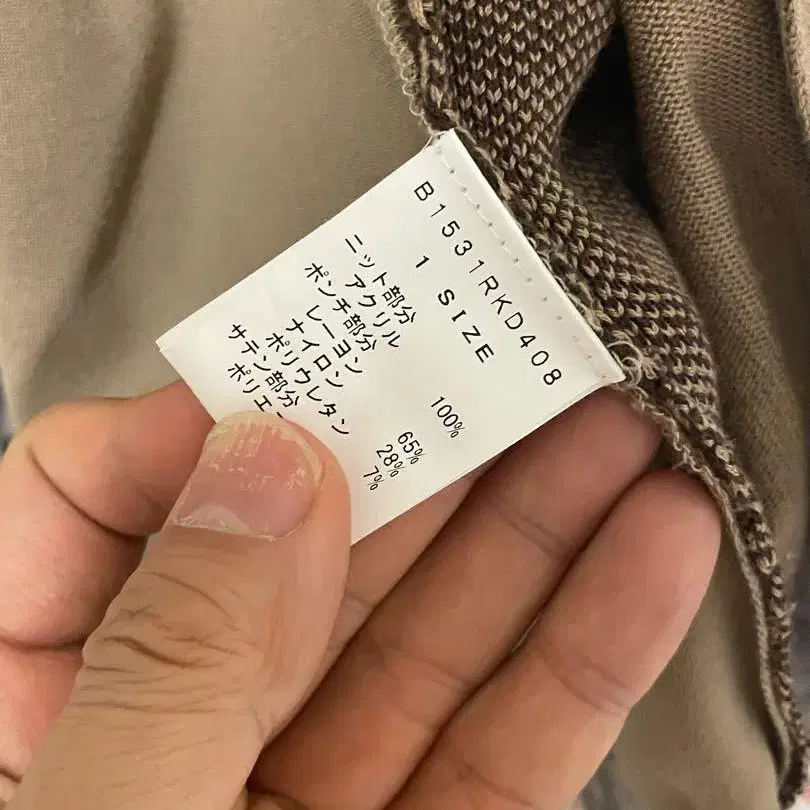 B1531RKD408
1 SIZE
ニット部分
アクリル 100%
ポンチ部分
レーヨン 65%
ナイロン 28%
ポリウレタン 7%
サテン部分